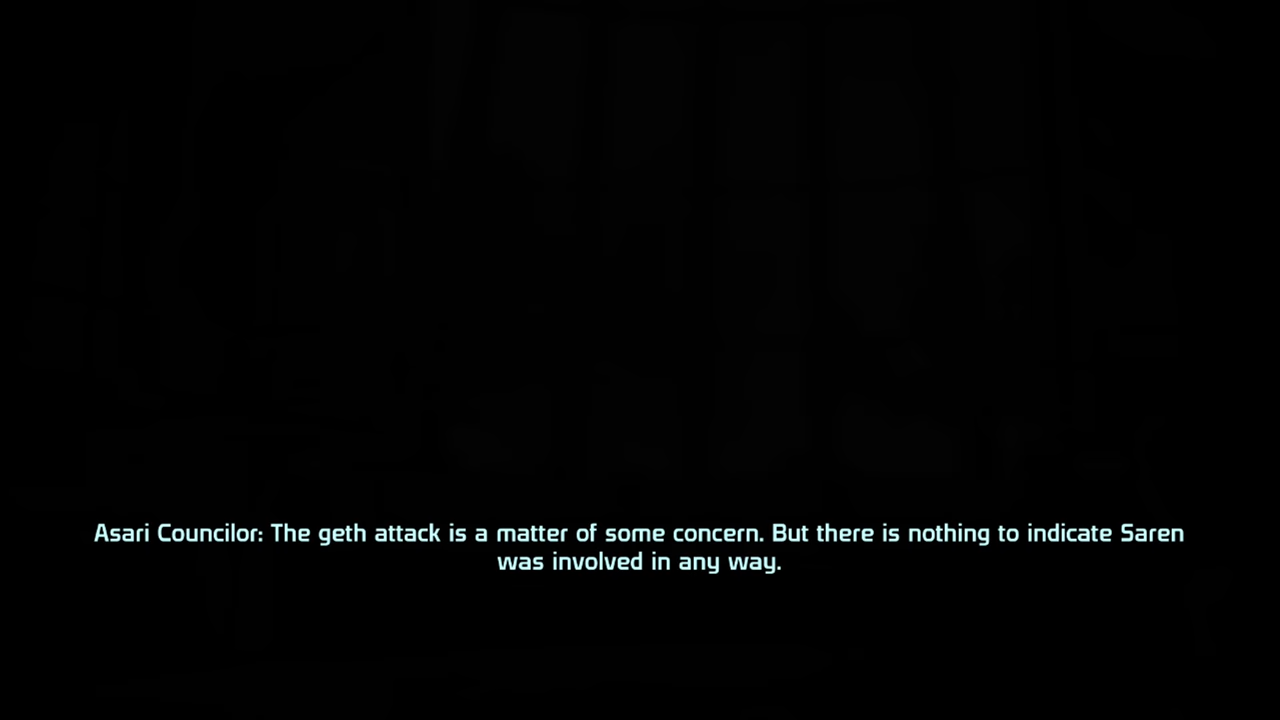 Asari Councilor: The geth attack is a matter of some concern. But there is nothing to indicate Saren
was involved in any way.